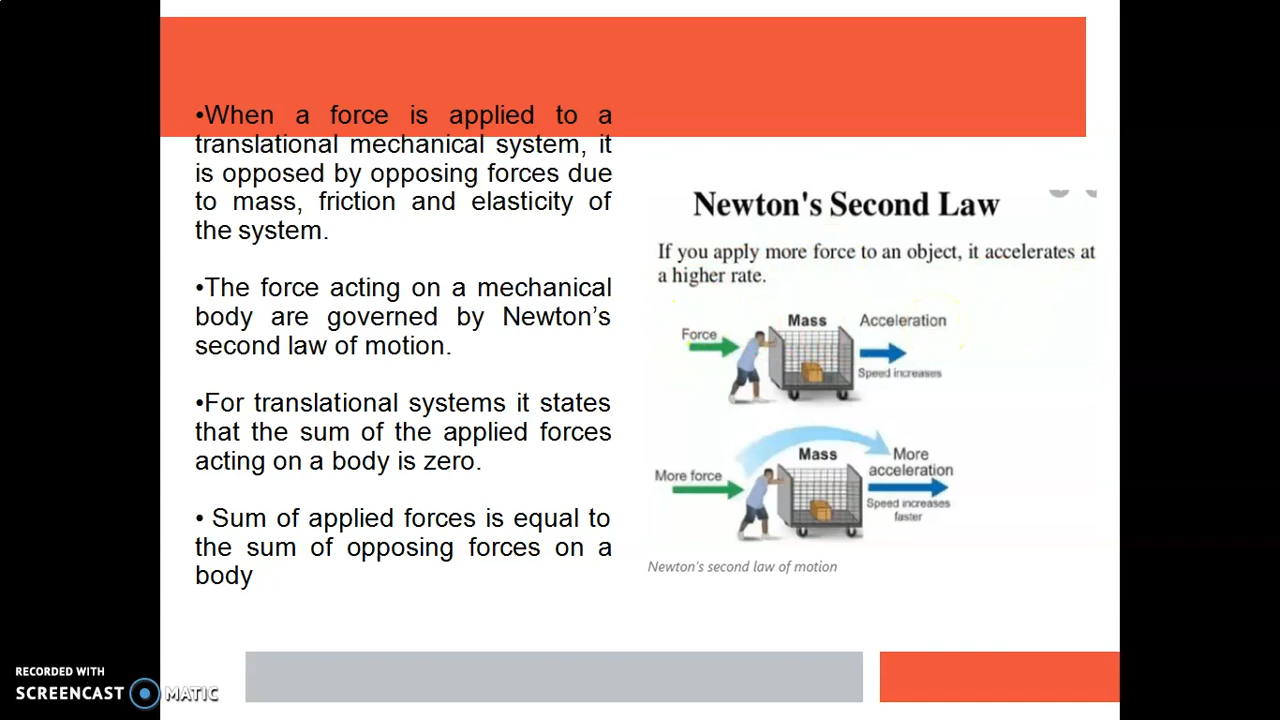 •When a force is applied to a
translational mechanical system, it
is opposed by opposing forces due
to mass, friction and elasticity of
the system.
•The force acting on a mechanical
body are governed by Newton’s
second law of motion.
•For translational systems it states
that the sum of the applied forces
acting on a body is zero.
• Sum of applied forces is equal to
the sum of opposing forces on a
body
Newton's Second Law
If you apply more force to an object, it accelerates at
a higher rate.
Force
Mass
Acceleration
Speed increases
More force
Mass
More
acceleration
Speed increases
faster
Newton's second law of motion
RECORDED WITH
SCREENCAST MATIC